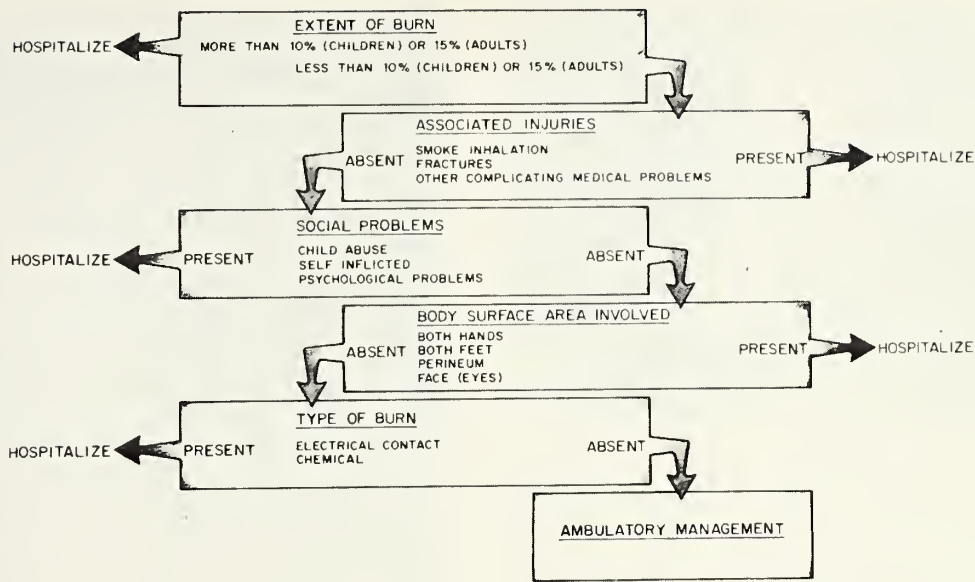 EXTENT OF BURN
HOSPITALIZE
MORE THAN 10% (CHILDREN) OR 15% (ADULTS)
LESS THAN 10% (CHILDREN) OR 15% (ADULTS)
ASSOCIATED INJURIES
ABSENT
SMOKE INHALATION
FRACTURES
OTHER COMPLICATING MEDICAL PROBLEMS
PRESENT
HOSPITALIZE
SOCIAL PROBLEMS
HOSPITALIZE
PRESENT
CHILD ABUSE
SELF INFLICTED
PSYCHOLOGICAL PROBLEMS
ABSENT
BODY SURFACE AREA INVOLVED
ABSENT
BOTH HANDS
BOTH FEET
PERINEUM
FACE (EYES)
PRESENT
HOSPITALIZE
TYPE OF BURN
HOSPITALIZE
PRESENT
ELECTRICAL CONTACT
CHEMICAL
ABSENT
AMBULATORY MANAGEMENT